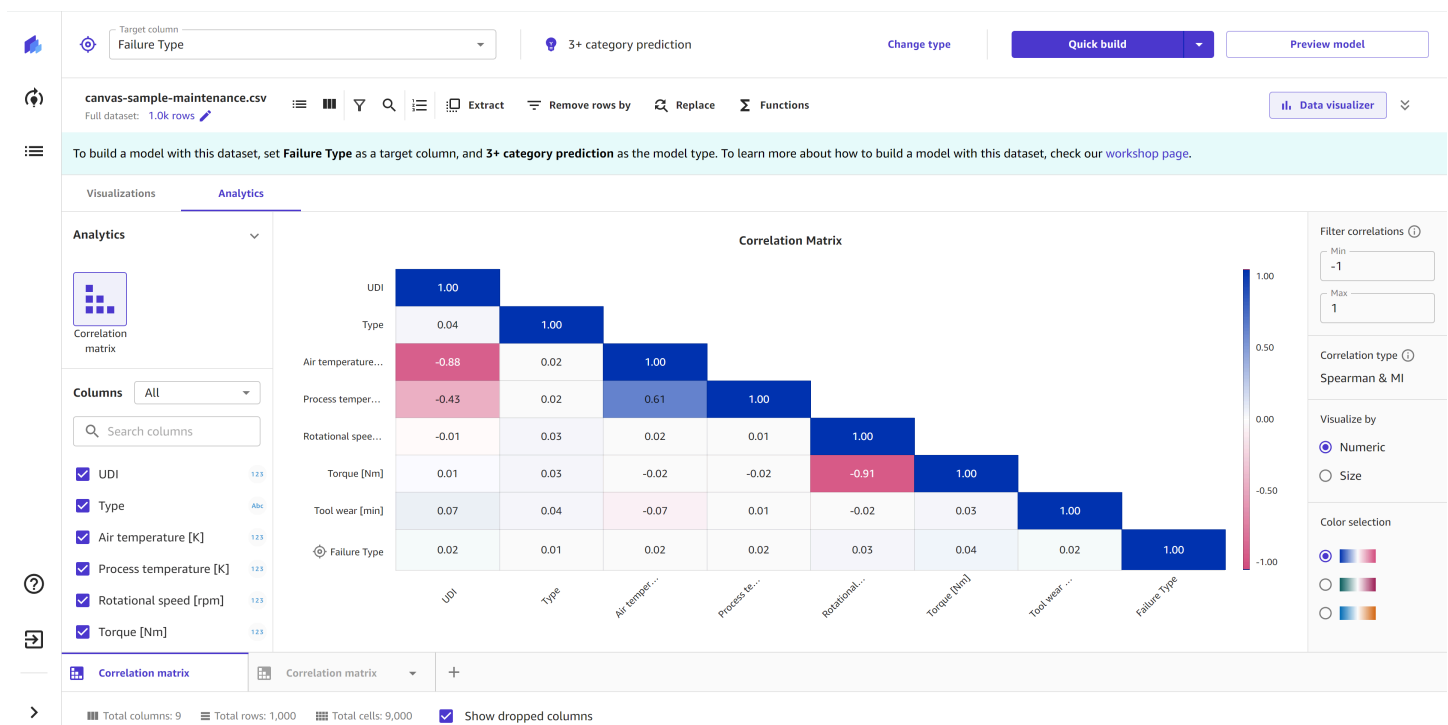 Target column
Failure Type
3+ category prediction
Change type
Quick build
Preview model
canvas-sample-maintenance.csv
Full dataset: 1.0k rows
Extract
Remove rows by
Replace
Functions
Data visualizer
To build a model with this dataset, set Failure Type as a target column, and 3+ category prediction as the model type. To learn more about how to build a model with this dataset, check our workshop page.
Visualizations
Analytics
Analytics
Correlation
matrix
Columns
All
Search columns
UDI 123
Type Abc
Air temperature [K] 123
Process temperature [K] 123
Rotational speed [rpm] 123
Torque [Nm] 123
Correlation Matrix
UDI 1.00
Type 0.04 1.00
Air temperature... -0.88 0.02 1.00
Process temper... -0.43 0.02 0.61 1.00
Rotational spee... -0.01 0.03 0.02 0.01 1.00
Torque [Nm] 0.01 0.03 -0.02 -0.02 -0.91 1.00
Tool wear [min] 0.07 0.04 -0.07 0.01 -0.02 0.03 1.00
Failure Type 0.02 0.01 0.02 0.02 0.03 0.04 0.02 1.00
UDI
Type
Air temper...
Process te...
Rotational...
Torque [Nm]
Tool wear ...
Failure Type
1.00
0.50
0.00
-0.50
-1.00
Filter correlations
Min
-1
Max
1
Correlation type
Spearman & MI
Visualize by
Numeric
Size
Color selection
Correlation matrix
Correlation matrix
Total columns: 9
Total rows: 1,000
Total cells: 9,000
Show dropped columns